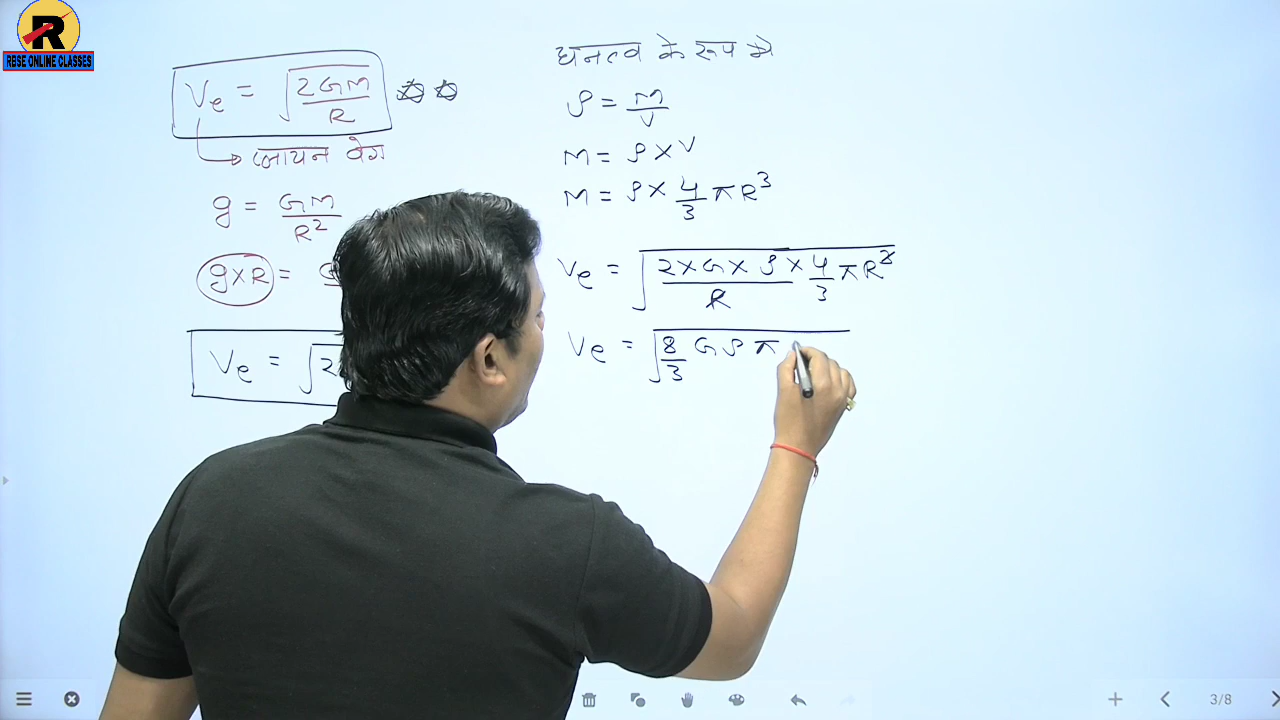 RBSE ONLINE CLASSES
Ve = √(2GM/R)
पलायन वेग
g = GM/R²
g×R = G
Ve = √2
घनत्व के रूप मे
ρ = M/V
M = ρ × V
M = ρ × 4/3 πR³
Ve = √(2×G×ρ×4/3 πR³/R)
Ve = √(8/3 Gρπ
3/8